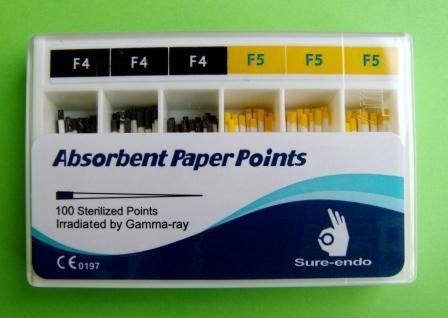 F4 F4 F4 F5 F5 F5
Absorbent Paper Points
100 Sterilized Points
Irradiated by Gamma-ray
CE 0197
Sure-endo